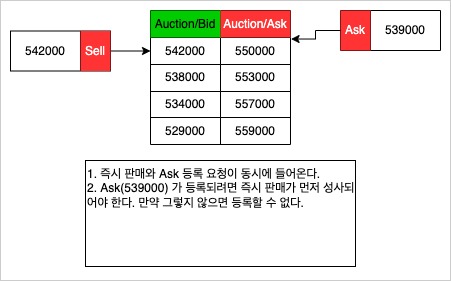 Auction/Bid Auction/Ask
542000 Sell 542000 550000 Ask 539000
538000 553000
534000 557000
529000 559000
1. 즉시 판매와 Ask 등록 요청이 동시에 들어온다.
2. Ask(539000) 가 등록되려면 즉시 판매가 먼저 성사되
어야 한다. 만약 그렇지 않으면 등록할 수 없다.